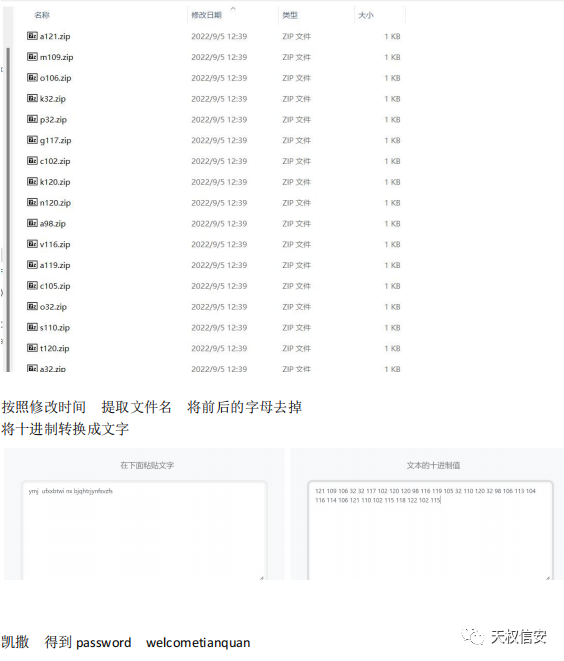 名称 修改日期 类型 大小
a121.zip 2022/9/5 12:39 ZIP 文件 1 KB
m109.zip 2022/9/5 12:39 ZIP 文件 1 KB
o106.zip 2022/9/5 12:39 ZIP 文件 1 KB
k32.zip 2022/9/5 12:39 ZIP 文件 1 KB
p32.zip 2022/9/5 12:39 ZIP 文件 1 KB
g117.zip 2022/9/5 12:39 ZIP 文件 1 KB
c102.zip 2022/9/5 12:39 ZIP 文件 1 KB
k120.zip 2022/9/5 12:39 ZIP 文件 1 KB
n120.zip 2022/9/5 12:39 ZIP 文件 1 KB
a98.zip 2022/9/5 12:39 ZIP 文件 1 KB
v116.zip 2022/9/5 12:39 ZIP 文件 1 KB
a119.zip 2022/9/5 12:39 ZIP 文件 1 KB
c105.zip 2022/9/5 12:39 ZIP 文件 1 KB
o32.zip 2022/9/5 12:39 ZIP 文件 1 KB
s110.zip 2022/9/5 12:39 ZIP 文件 1 KB
t120.zip 2022/9/5 12:39 ZIP 文件 1 KB
a32.zip 2022/9/5 12:39 ZIP 文件 1 KB
按照修改时间 提取文件名 将前后的字母去掉
将十进制转换成文字
在下面粘贴文字
ymj
文本的十进制值
121 109 106 32 32 117 102 120 120 98 116 119 105 32 110 120 32 98 106 113 104
116 114 106 121 110 102 115 118 122 102 115
凯撒 得到 password welcometianquan
天权信安